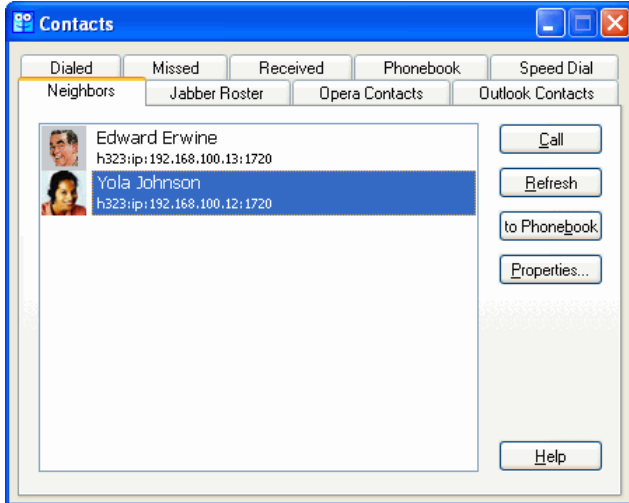 Contacts
Dialed Missed Received Phonebook Speed Dial
Neighbors Jabber Roster Opera Contacts Outlook Contacts
Edward Erwine
h323:ip:192.168.100.13:1720
Yola Johnson
h323:ip:192.168.100.12:1720
Call
Refresh
to Phonebook
Properties...
Help